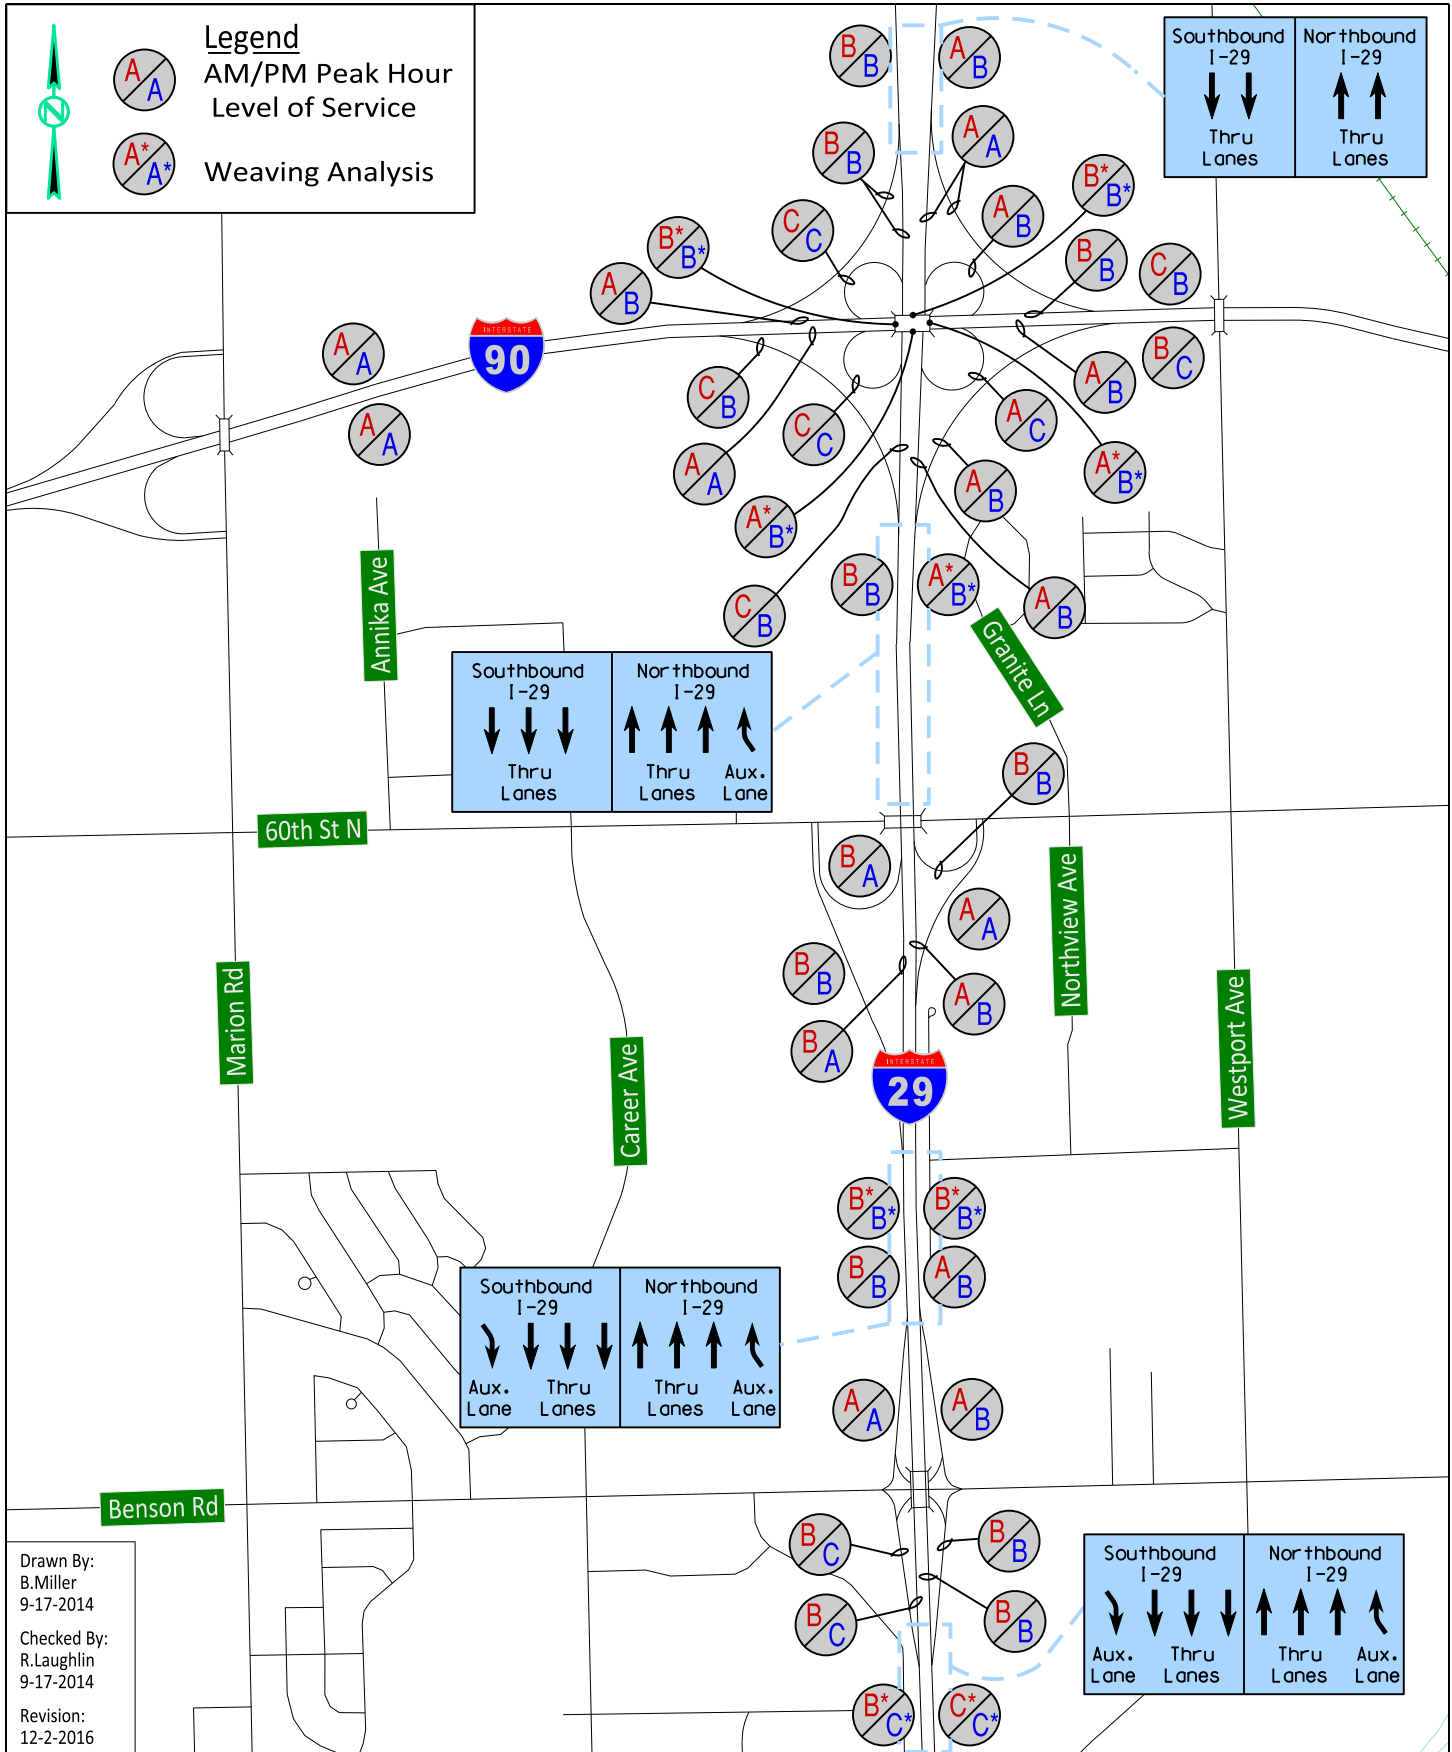 Legend
A/A AM/PM Peak Hour
Level of Service
A*/A* Weaving Analysis
Southbound
I-29
Thru
Lanes
Northbound
I-29
Thru
Lanes
B/B
A/B
B/B
A/A
B*/B*
C/C
A/B
B*/B*
B/B
C/B
A/B
INTERSTATE
90
A/A
B/C
A/B
C/B
A/A
C/C
A/C
A/A
A*/B*
A/B
A*/B*
B/B
A*/B*
C/B
A/B
Annika Ave
Granite Ln
Southbound
I-29
Thru
Lanes
Northbound
I-29
Thru
Lanes
Aux.
Lane
B/B
60th St N
B/A
A/A
Northview Ave
Marion Rd
B/B
A/B
Westport Ave
Career Ave
B/A
INTERSTATE
29
B*/B*
B*/B*
B/B
A/B
Southbound
I-29
Aux.
Lane
Thru
Lanes
Northbound
I-29
Thru
Lanes
Aux.
Lane
A/A
A/B
Benson Rd
B/C
B/B
B/C
B/B
Southbound
I-29
Aux.
Lane
Thru
Lanes
Northbound
I-29
Thru
Lanes
Aux.
Lane
B*/C*
C*/C*
Drawn By:
B.Miller
9-17-2014
Checked By:
R.Laughlin
9-17-2014
Revision:
12-2-2016